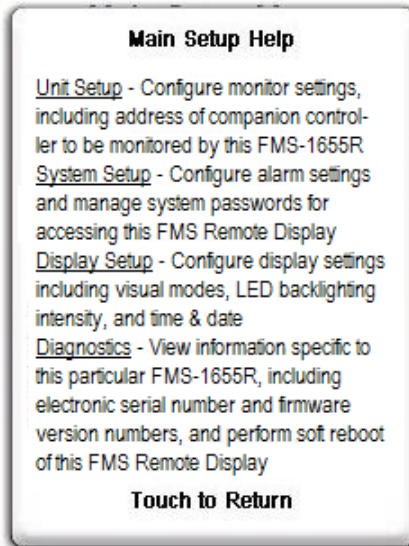 Main Setup Help
Unit Setup - Configure monitor settings,
including address of companion control-
ler to be monitored by this FMS-1655R
System Setup - Configure alarm settings
and manage system passwords for
accessing this FMS Remote Display
Display Setup - Configure display settings
including visual modes, LED backlighting
intensity, and time & date
Diagnostics - View information specific to
this particular FMS-1655R, including
electronic serial number and firmware
version numbers, and perform soft reboot
of this FMS Remote Display
Touch to Return